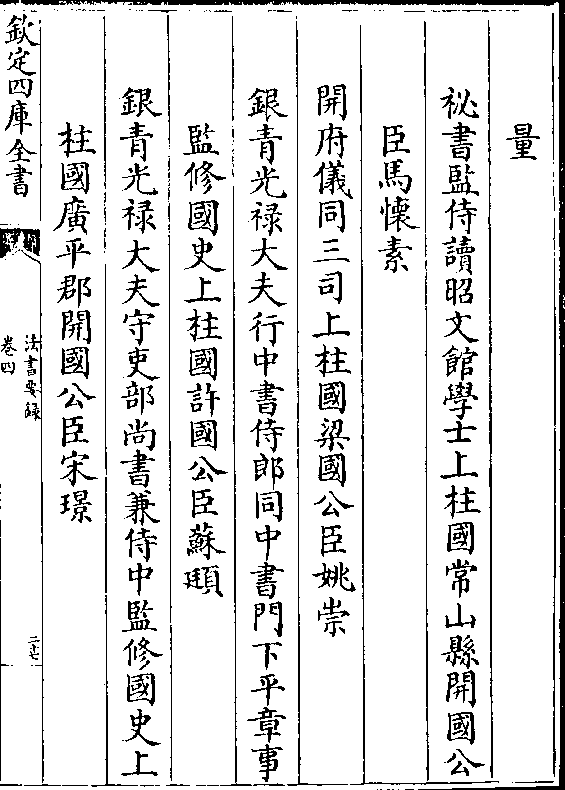 量
秘書監侍讀昭文館學士上柱國常山縣開國公
臣馬懷素
開府儀同三司上柱國梁國公臣姚崇
銀青光禄大夫行中書侍郎同中書門下平章事
監修國史上柱國許國公臣蘇頲
銀青光禄大夫守吏部尚書兼侍中監修國史上
柱國廣平郡開國公臣宋璟
欽定四庫全書
法書要録
卷四